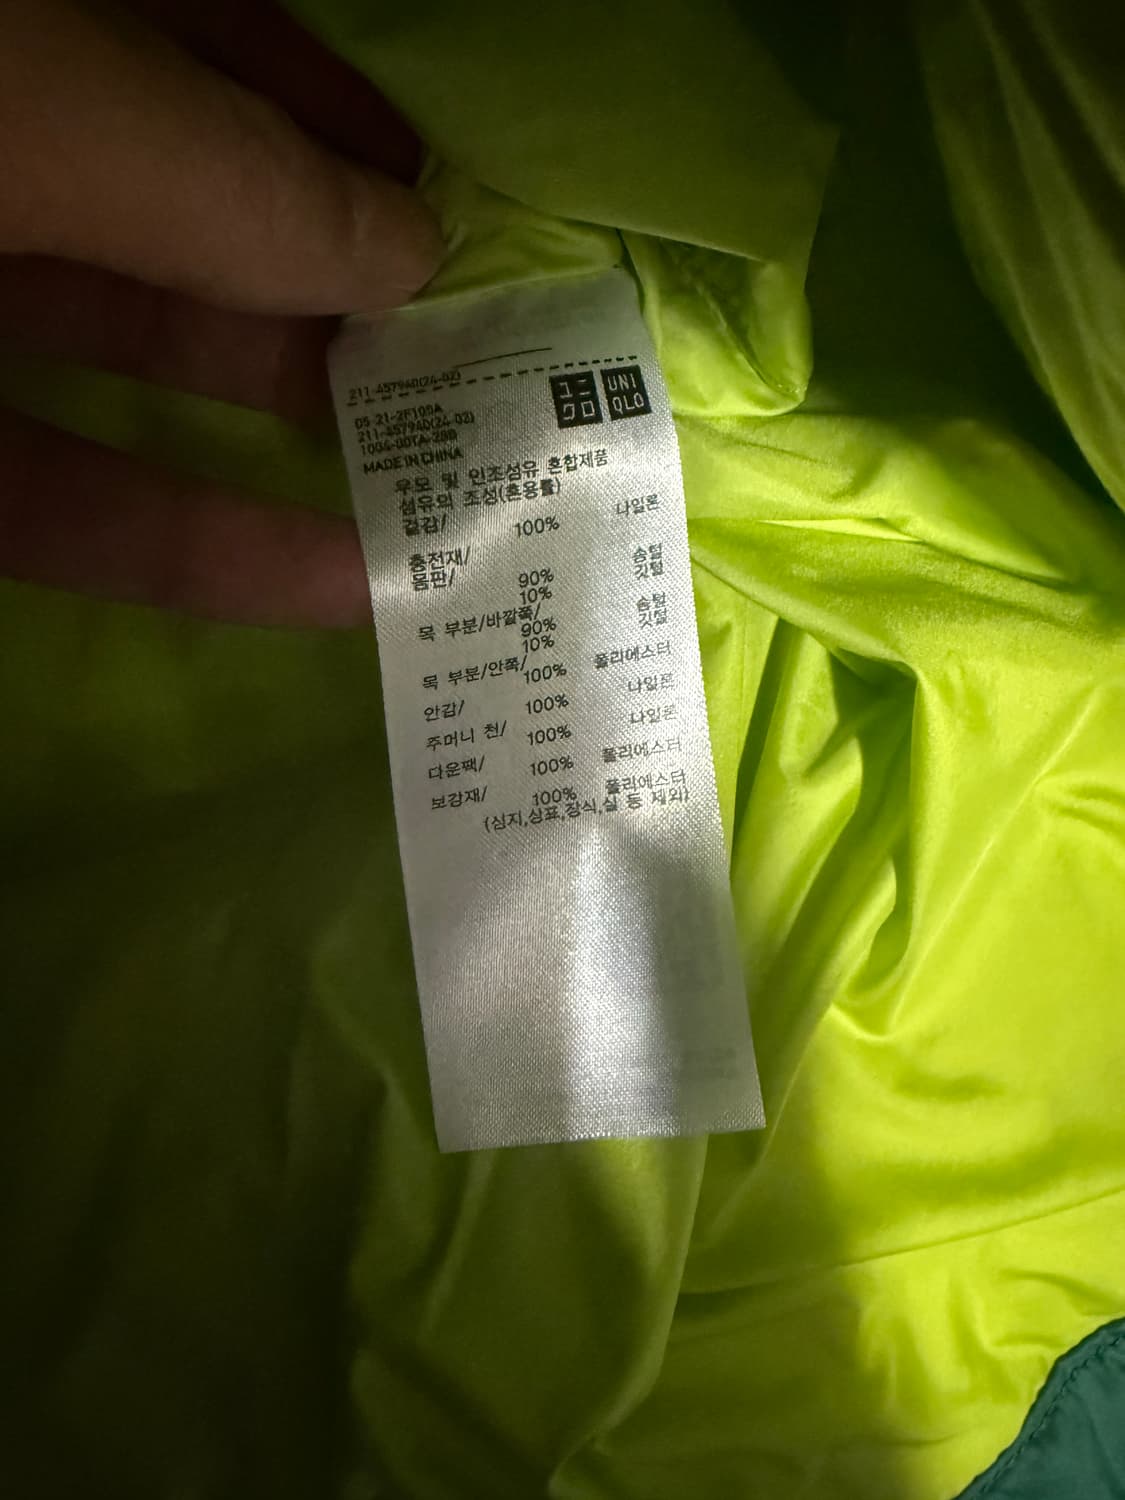 211-457940(24-02)
ユニ
クロ
UNI
QLO
211-457940(24-02)
MADE IN CHINA
우모 및 인조섬유 혼합제품
섬유의 조성(혼용률)
겉감/ 100% 나일론
충전재/
몸판/ 90% 솜털
10% 깃털
목 부분/바깥쪽/ 90% 솜털
10% 깃털
목 부분/안쪽/ 100% 폴리에스터
안감/ 100% 나일론
주머니 천/ 100% 나일론
다운팩/ 100% 폴리에스터
보강재/ 100% 폴리에스터
(심지,상표,장식,실 등 제외)